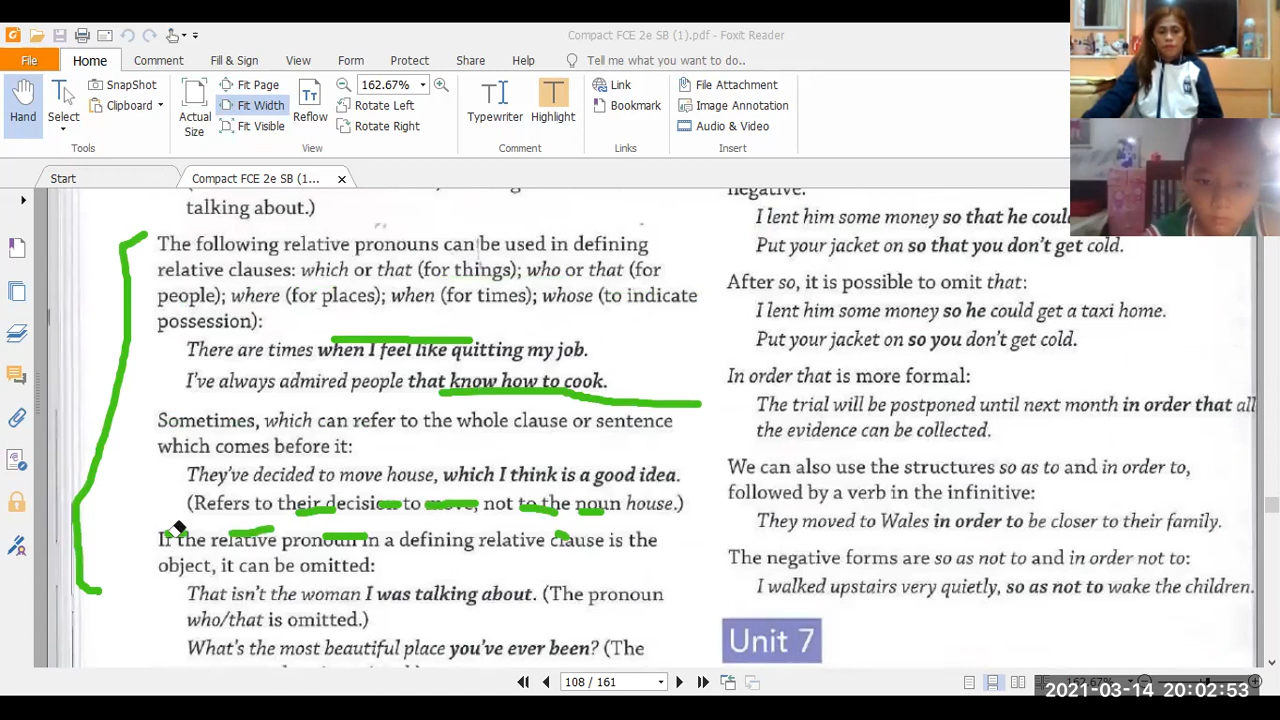 Compact FCE 2e SB (1).pdf - Foxit Reader
File
Home
Comment
Fill & Sign
View
Form
Protect
Share
Help
Tell me what you want to do..
Hand
Select
SnapShot
Clipboard
Actual
Size
Fit Page
Fit Width
Fit Visible
Reflow
162.67%
Rotate Left
Rotate Right
Typewriter
Highlight
Link
Bookmark
File Attachment
Image Annotation
Audio & Video
Tools
View
Comment
Links
Insert
Start
Compact FCE 2e SB (1...
talking about.)
The following relative pronouns can be used in defining
relative clauses: which or that (for things); who or that (for
people); where (for places); when (for times); whose (to indicate
possession):
There are times when I feel like quitting my job.
I've always admired people that know how to cook.
Sometimes, which can refer to the whole clause or sentence
which comes before it:
They've decided to move house, which I think is a good idea.
(Refers to their decision to move, not to the noun house.)
If the relative pronoun in a defining relative clause is the
object, it can be omitted:
That isn't the woman I was talking about. (The pronoun
who/that is omitted.)
What's the most beautiful place you've ever been? (The
negative.
I lent him some money so that he coul
Put your jacket on so that you don't get cold.
After so, it is possible to omit that:
I lent him some money so he could get a taxi home.
Put your jacket on so you don't get cold.
In order that is more formal:
The trial will be postponed until next month in order that all
the evidence can be collected.
We can also use the structures so as to and in order to,
followed by a verb in the infinitive:
They moved to Wales in order to be closer to their family.
The negative forms are so as not to and in order not to:
I walked upstairs very quietly, so as not to wake the children.
Unit 7
108 / 161
162.67%
2021-03-14 20:02:53